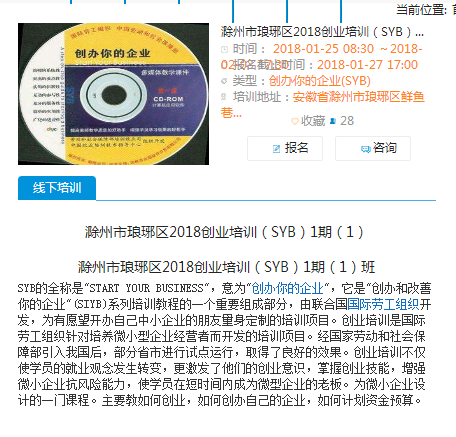 当前位置: 首
滁州市琅琊区2018创业培训（SYB）...
时间： 2018-01-25 08:30 ～2018-
报名截止时间：2018-01-27 17:00
类型：创办你的企业(SYB)
培训地址：安徽省滁州市琅琊区鲜鱼
巷...
收藏 28
报名 咨询
创办你的企业
多媒体教学课件
CD-ROM
线下培训
滁州市琅琊区2018创业培训（SYB）1期（1）
滁州市琅琊区2018创业培训（SYB）1期（1）班
SYB的全称是“START YOUR BUSINESS”，意为“创办你的企业”，它是“创办和改善
你的企业”(SIYB)系列培训教程的一个重要组成部分，由联合国国际劳工组织开
发，为有愿望开办自己中小企业的朋友量身定制的培训项目。创业培训是国际
劳工组织针对培养微小型企业经营者而开发的培训项目。经国家劳动和社会保
障部引入我国后，部分省市进行试点运行，取得了良好的效果。创业培训不仅
使学员的就业观念发生转变，更激发了他们的创业意识，掌握创业技能，增强
微小企业抗风险能力，使学员在短时间内成为微型企业的老板。为微小企业设
计的一门课程。主要教如何创业，如何创办自己的企业，如何计划资金预算。